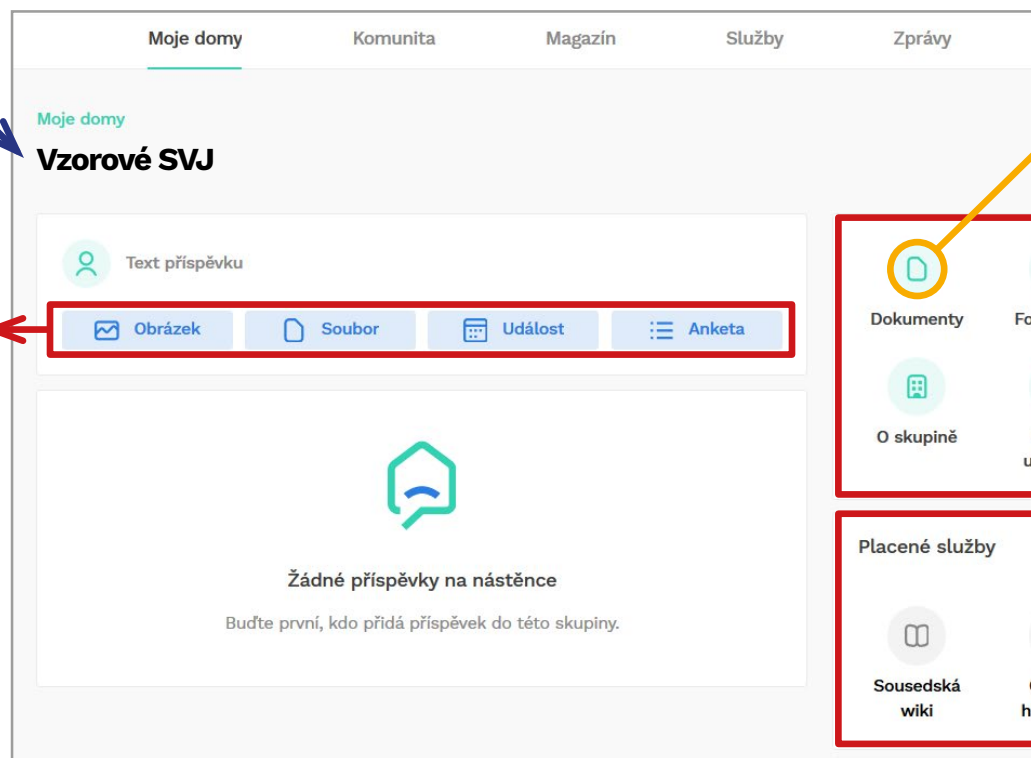 Moje domy Komunita Magazín Služby Zprávy
Moje domy
Vzorové SVJ
Text příspěvku
Obrázek Soubor Událost Anketa
Dokumenty
O skupině
Žádné příspěvky na nástěnce
Buďte první, kdo přidá příspěvek do této skupiny.
Placené služby
Sousedská
wiki